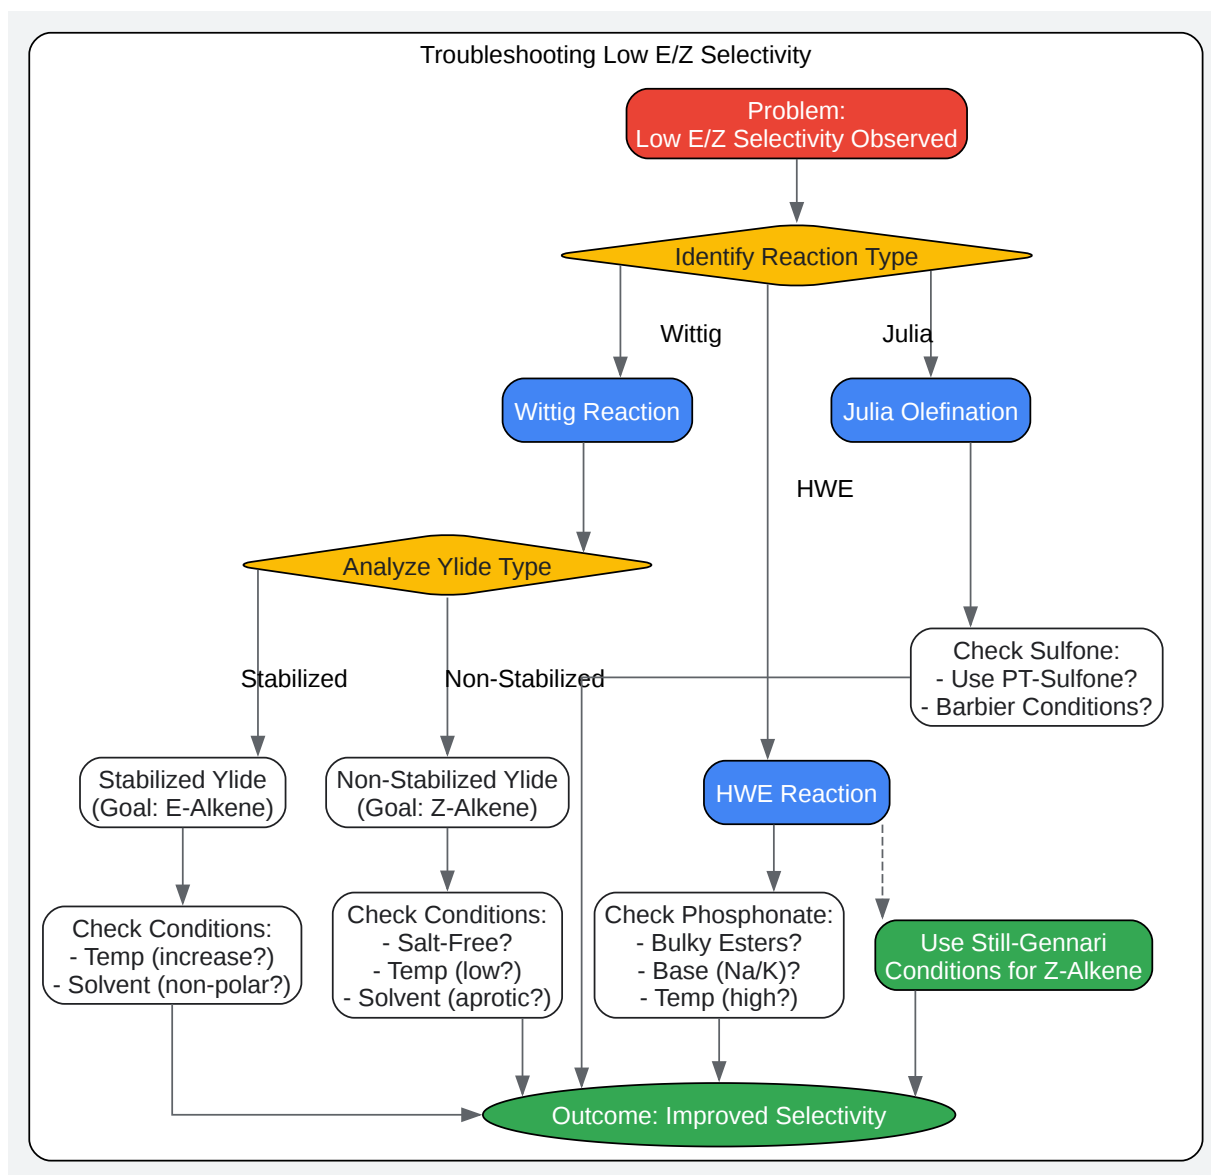 Troubleshooting Low E/Z Selectivity
Problem:
Low E/Z Selectivity Observed
Identify Reaction Type
Wittig
Julia
Wittig Reaction
Julia Olefination
HWE
Analyze Ylide Type
Stabilized
Non-Stabilized
Check Sulfone:
- Use PT-Sulfone?
- Barbier Conditions?
Stabilized Ylide
(Goal: E-Alkene)
Non-Stabilized Ylide
(Goal: Z-Alkene)
HWE Reaction
Check Conditions:
- Temp (increase?)
- Solvent (non-polar?)
Check Conditions:
- Salt-Free?
- Temp (low?)
- Solvent (aprotic?)
Check Phosphonate:
- Bulky Esters?
- Base (Na/K)?
- Temp (high?)
Use Still-Gennari
Conditions for Z-Alkene
Outcome: Improved Selectivity